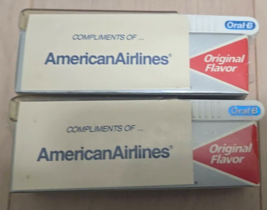 Oral-B
COMPLIMENTS OF ...
AmericanAirlines®
Original
Flavor
Oral-B
COMPLIMENTS OF ...
AmericanAirlines®
Original
Flavor